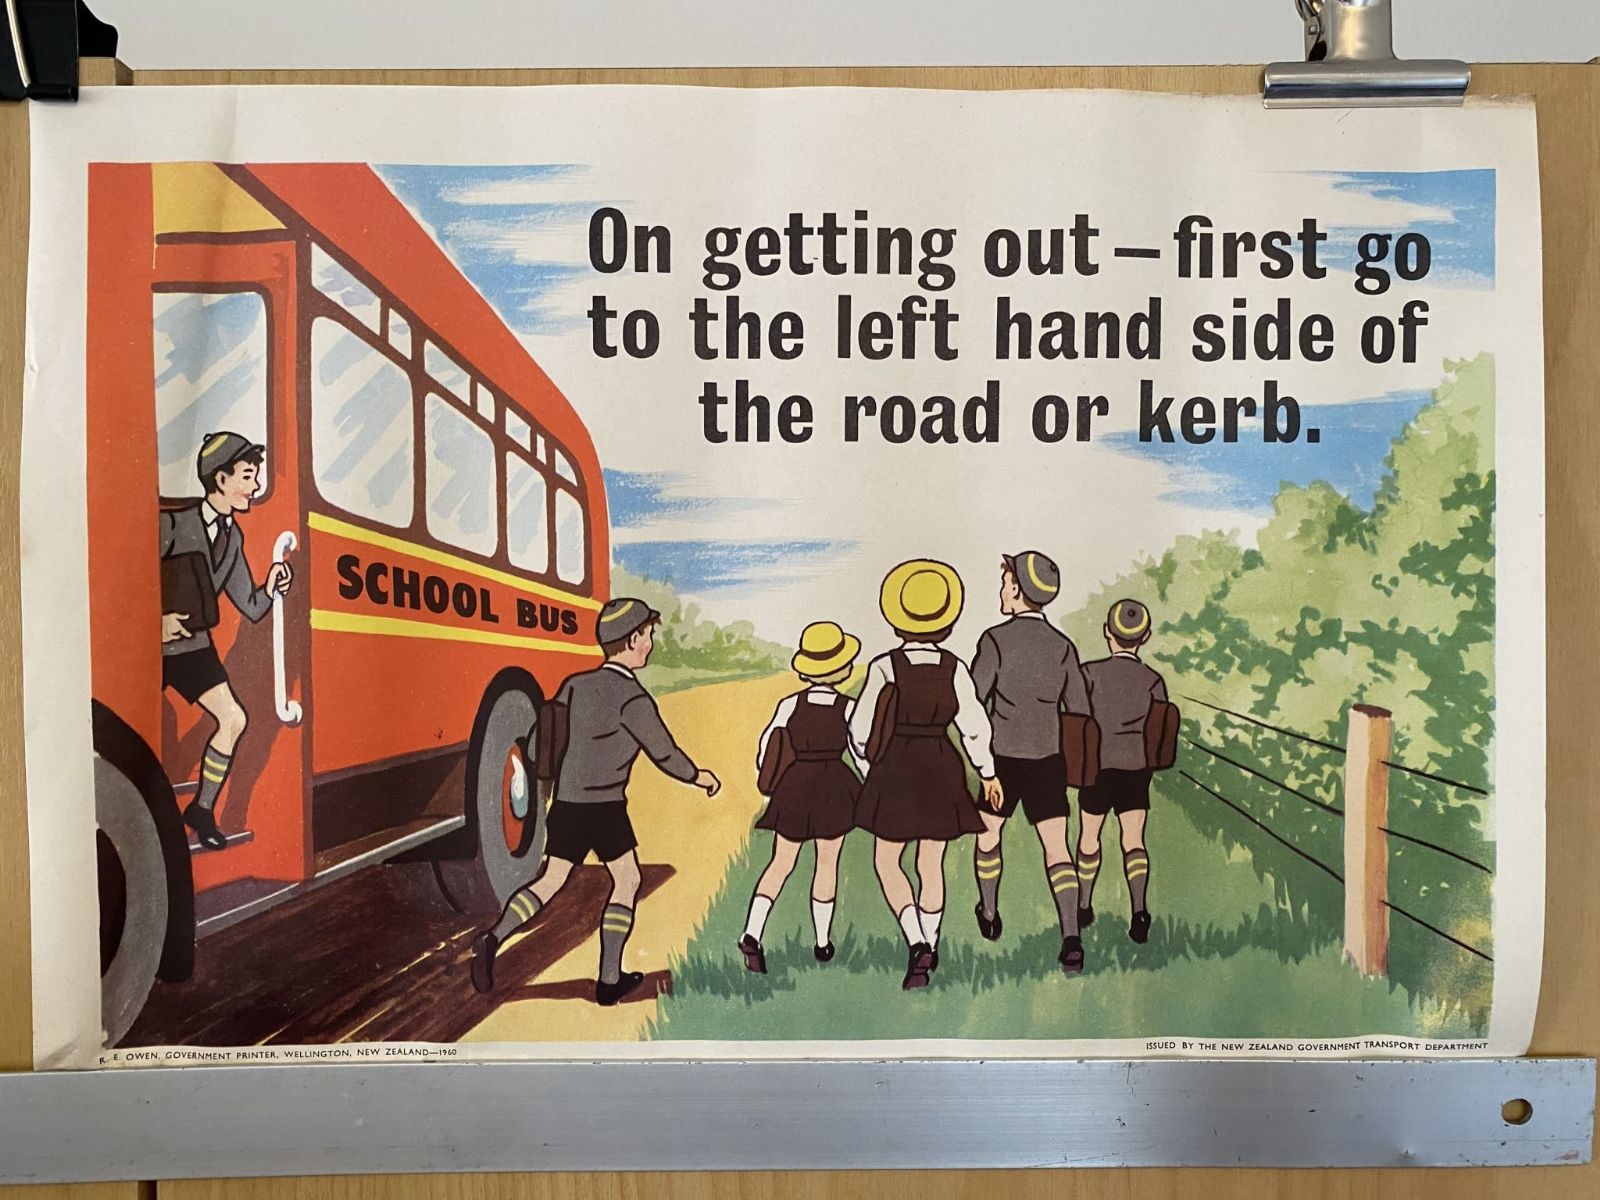 On getting out – first go
to the left hand side of
the road or kerb.
SCHOOL BUS
R. E. OWEN, GOVERNMENT PRINTER, WELLINGTON, NEW ZEALAND—1960
ISSUED BY THE NEW ZEALAND GOVERNMENT TRANSPORT DEPARTMENT